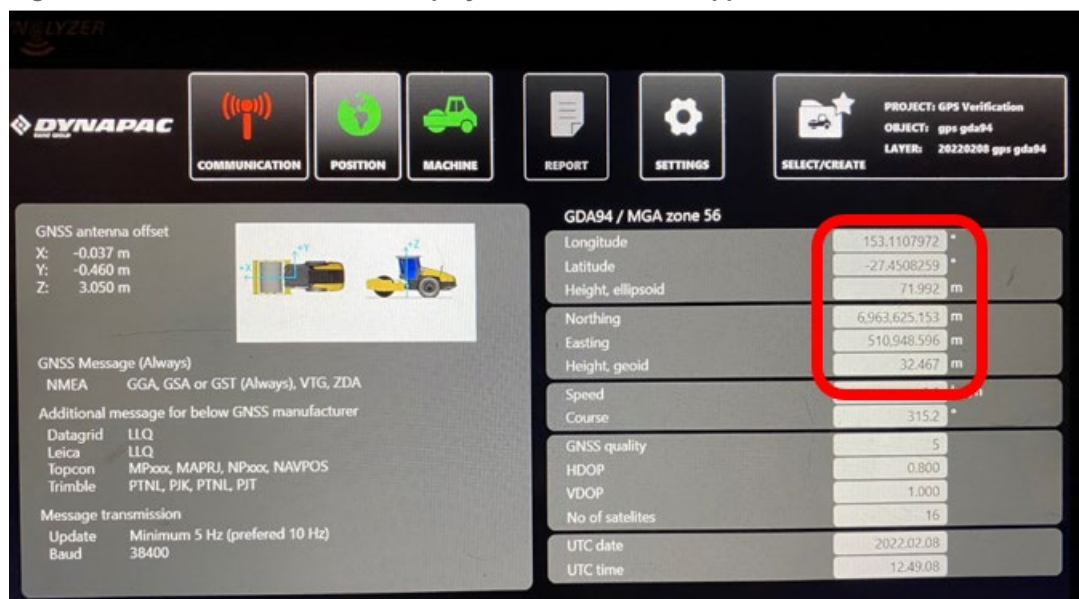 DYNAPAC
COMMUNICATION
POSITION
MACHINE
REPORT
SETTINGS
SELECT/CREATE
PROJECT: GPS Verification
OBJECT: gps gda94
LAYER: 20220208 gps gda94
GNSS antenna offset
X: -0.037 m
Y: -0.460 m
Z: 3.050 m
+Y
+X
+Z
GNSS Message (Always)
NMEA GGA, GSA or GST (Always), VTG, ZDA
Additional message for below GNSS manufacturer
Datagrid LLQ
Leica LLQ
Topcon MPxxx, MAPRJ, NPxxx, NAVPOS
Trimble PTNL, PJK, PTNL, PJT
Message transmission
Update Minimum 5 Hz (prefered 10 Hz)
Baud 38400
GDA94 / MGA zone 56
Longitude 153.1107972 °
Latitude -27.4508259 °
Height, ellipsoid 71.992 m
Northing 6,963,625.153 m
Easting 510,948.596 m
Height, geoid 32.467 m
Speed
Course 315.2 °
GNSS quality 5
HDOP 0.800
VDOP 1.000
No of satelites 16
UTC date 2022.02.08
UTC time 12.49.08